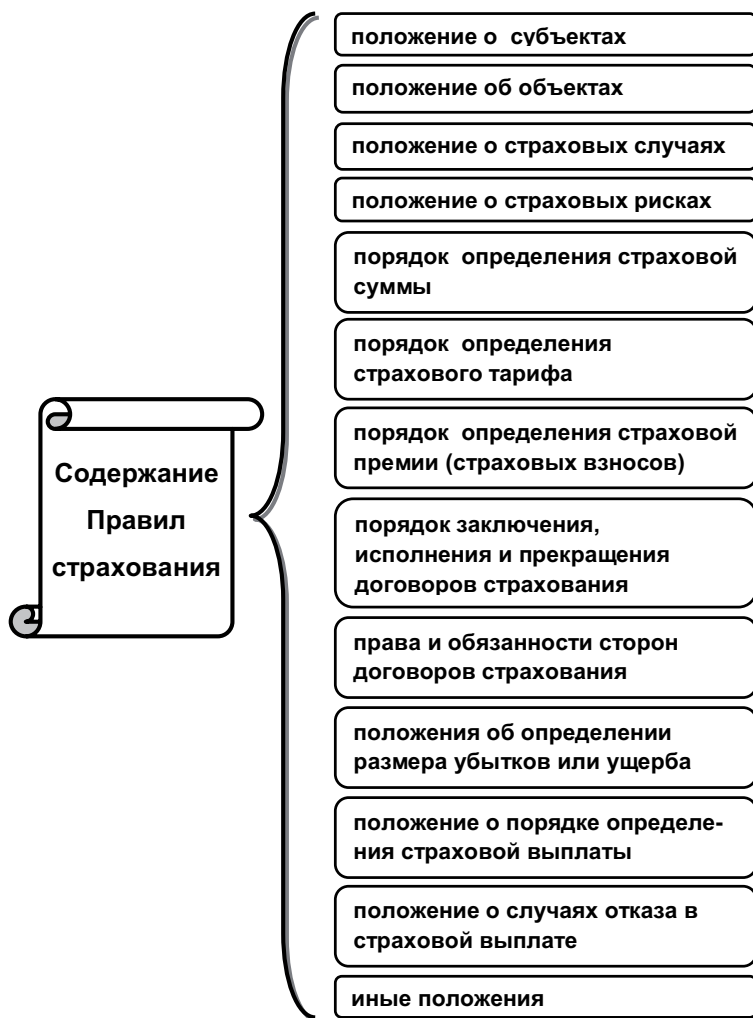 положение о субъектах
положение об объектах
положение о страховых случаях
положение о страховых рисках
порядок определения страховой
суммы
порядок определения
страхового тарифа
порядок определения страховой
премии (страховых взносов)
Содержание
Правил
страхования
порядок заключения,
исполнения и прекращения
договоров страхования
права и обязанности сторон
договоров страхования
положения об определении
размера убытков или ущерба
положение о порядке определе-
ния страховой выплаты
положение о случаях отказа в
страховой выплате
иные положения